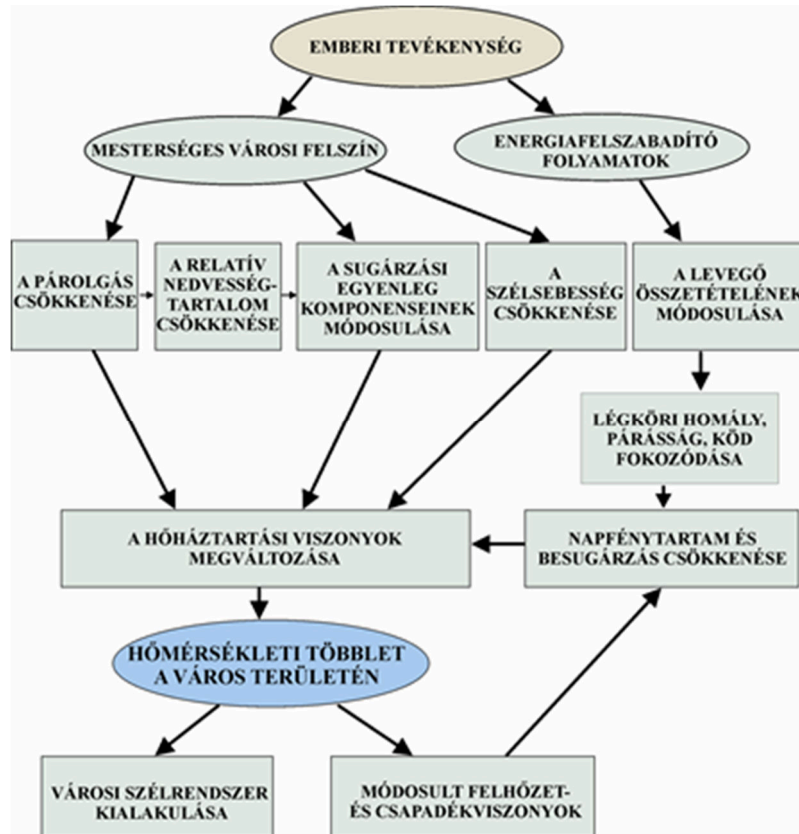 EMBERI TEVÉKENYSÉG
MESTERSÉGES VÁROSI FELSZÍN
ENERGIAFELSZABADÍTÓ
FOLYAMATOK
A PÁROLGÁS
CSÖKKENÉSE
A RELATÍV
NEDVESSÉG-
TARTALOM
CSÖKKENÉSE
A SUGÁRZÁSI
EGYENLEG
KOMPONENSEINEK
MÓDOSULÁSA
A
SZÉLSEBESSÉG
CSÖKKENÉSE
A LEVEGŐ
ÖSSZETÉTELÉNEK
MÓDOSULÁSA
LÉGKÖRI HOMÁLY,
PÁRÁSSÁG, KÖD
FOKOZÓDÁSA
A HŐHÁZTARTÁSI VISZONYOK
MEGVÁLTOZÁSA
NAPFÉNYTARTAM ÉS
BESUGÁRZÁS CSÖKKENÉSE
HŐMÉRSÉKLETI TÖBBLET
A VÁROS TERÜLETÉN
VÁROSI SZÉLRENDSZER
KIALAKULÁSA
MÓDOSULT FELHŐZET-
ÉS CSAPADÉKVISZONYOK